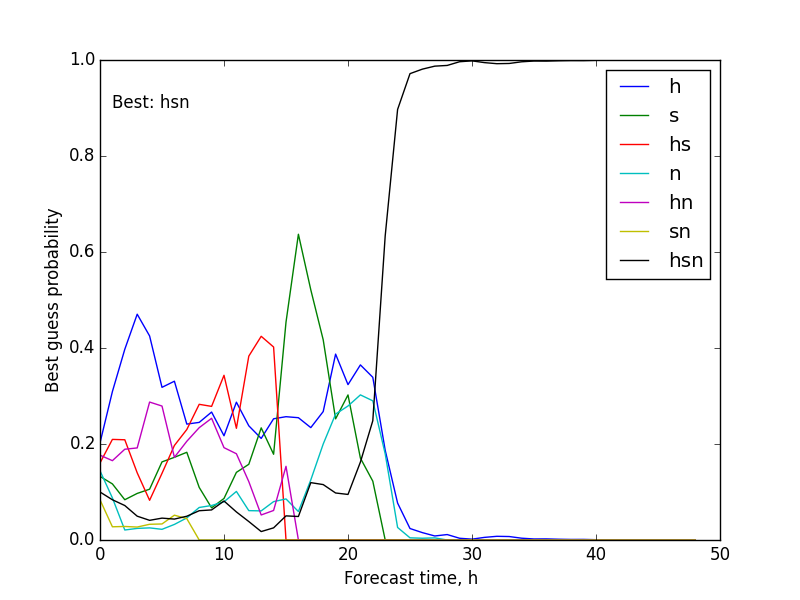 1.0
Best: hsn
h
s
hs
n
hn
sn
hsn
0.8
0.6
0.4
0.2
0.0
Best guess probability
0 10 20 30 40 50
Forecast time, h